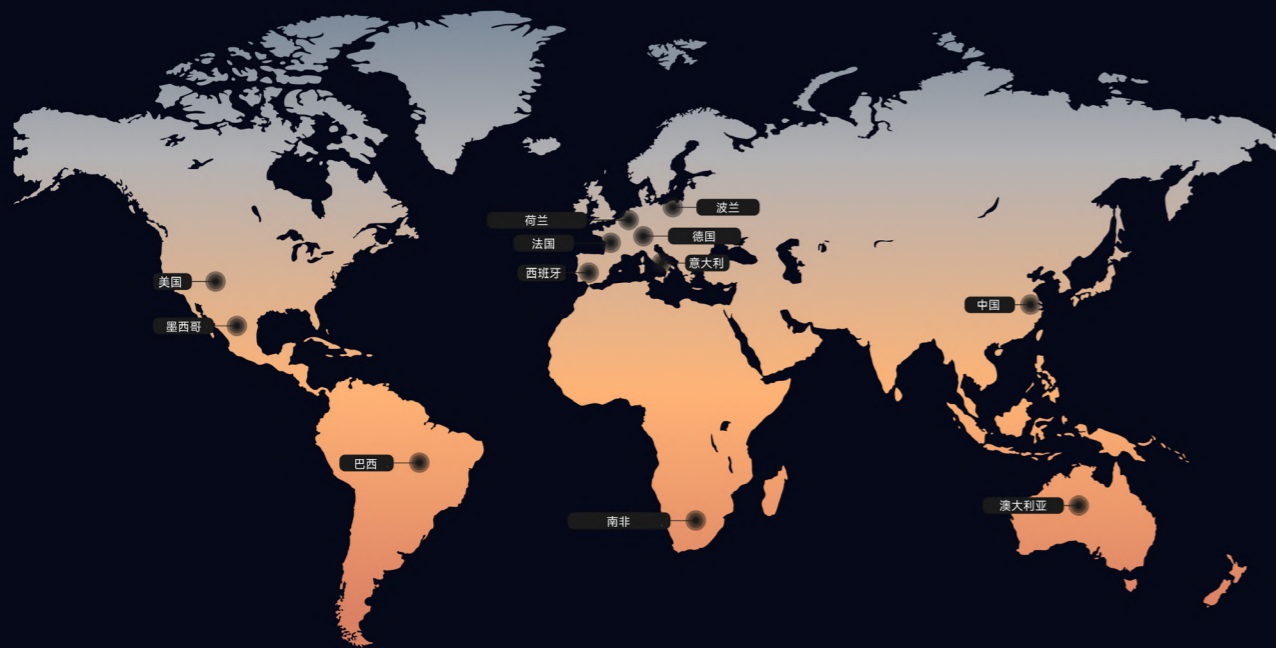 波兰
荷兰
德国
法国
意大利
西班牙
美国
中国
墨西哥
巴西
澳大利亚
南非